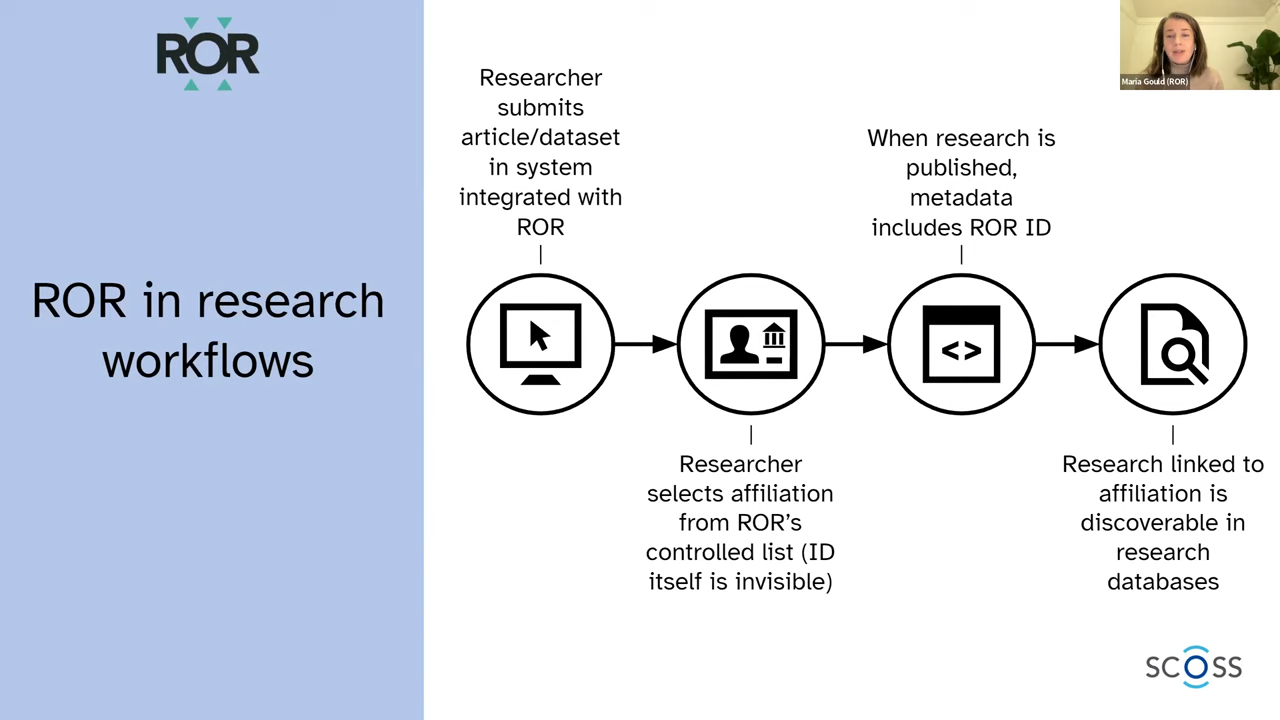 ROR
ROR in research
workflows
Researcher
submits
article/dataset
in system
integrated with
ROR
Researcher
selects affiliation
from ROR’s
controlled list (ID
itself is invisible)
When research is
published,
metadata
includes ROR ID
< >
Research linked to
affiliation is
discoverable in
research
databases
Maria Gould (ROR)
SCOSS